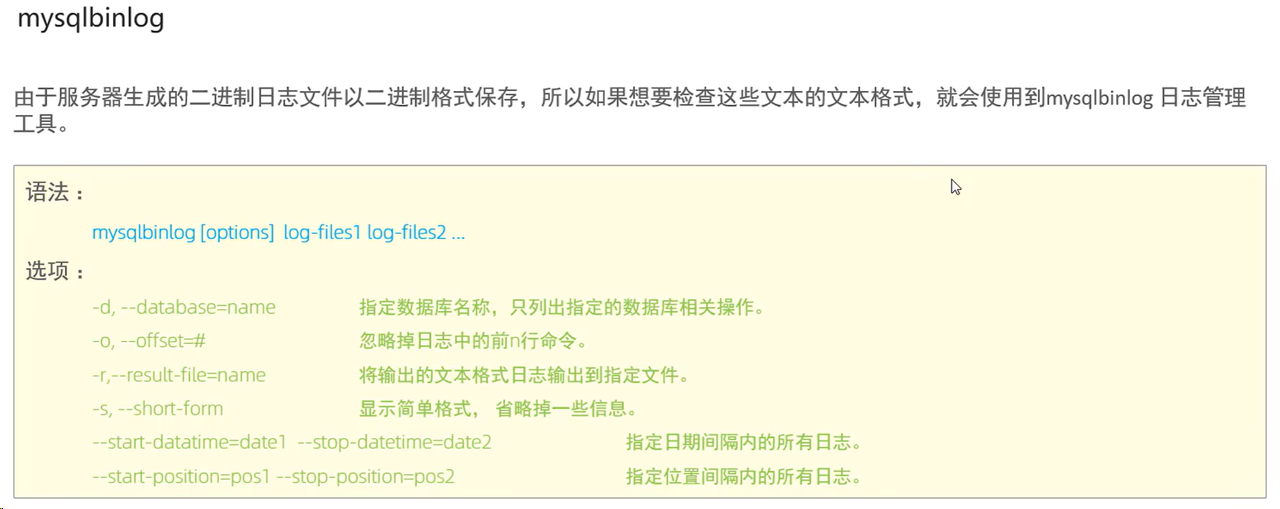 mysqlbinlog
由于服务器生成的二进制日志文件以二进制格式保存，所以如果想要检查这些文本的文本格式，就会使用到mysqlbinlog 日志管理
工具。
语法：
mysqlbinlog [options] log-files1 log-files2 ...
选项：
-d, --database=name 指定数据库名称，只列出指定的数据库相关操作。
-o, --offset=# 忽略掉日志中的前n行命令。
-r,--result-file=name 将输出的文本格式日志输出到指定文件。
-s, --short-form 显示简单格式， 省略掉一些信息。
--start-datatime=date1 --stop-datetime=date2 指定日期间隔内的所有日志。
--start-position=pos1 --stop-position=pos2 指定位置间隔内的所有日志。